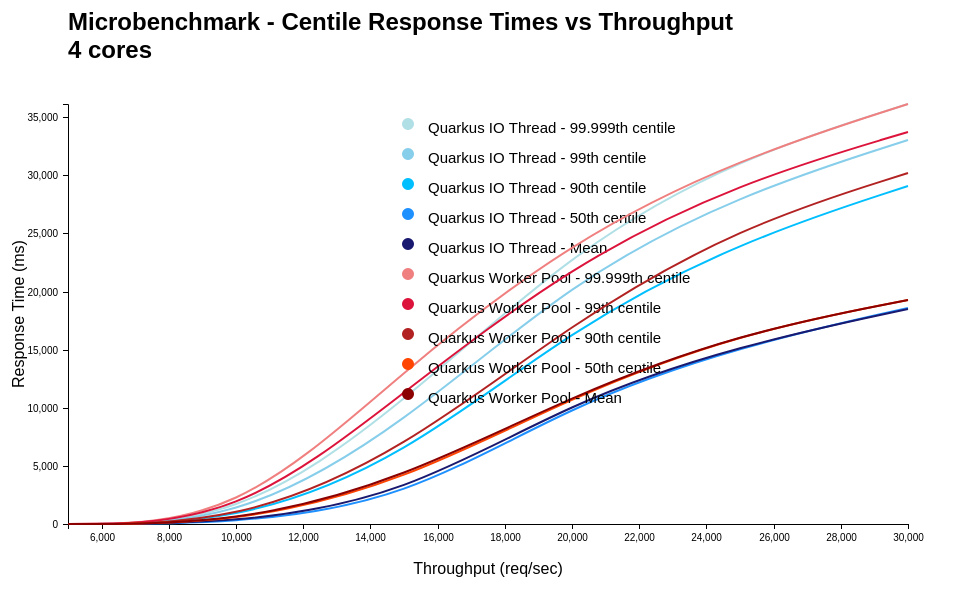 Microbenchmark - Centile Response Times vs Throughput
4 cores
35,000
30,000
25,000
20,000
15,000
10,000
5,000
0
Response Time (ms)
Quarkus IO Thread - 99.999th centile
Quarkus IO Thread - 99th centile
Quarkus IO Thread - 90th centile
Quarkus IO Thread - 50th centile
Quarkus IO Thread - Mean
Quarkus Worker Pool - 99.999th centile
Quarkus Worker Pool - 99th centile
Quarkus Worker Pool - 90th centile
Quarkus Worker Pool - 50th centile
Quarkus Worker Pool - Mean
6,000 8,000 10,000 12,000 14,000 16,000 18,000 20,000 22,000 24,000 26,000 28,000 30,000
Throughput (req/sec)